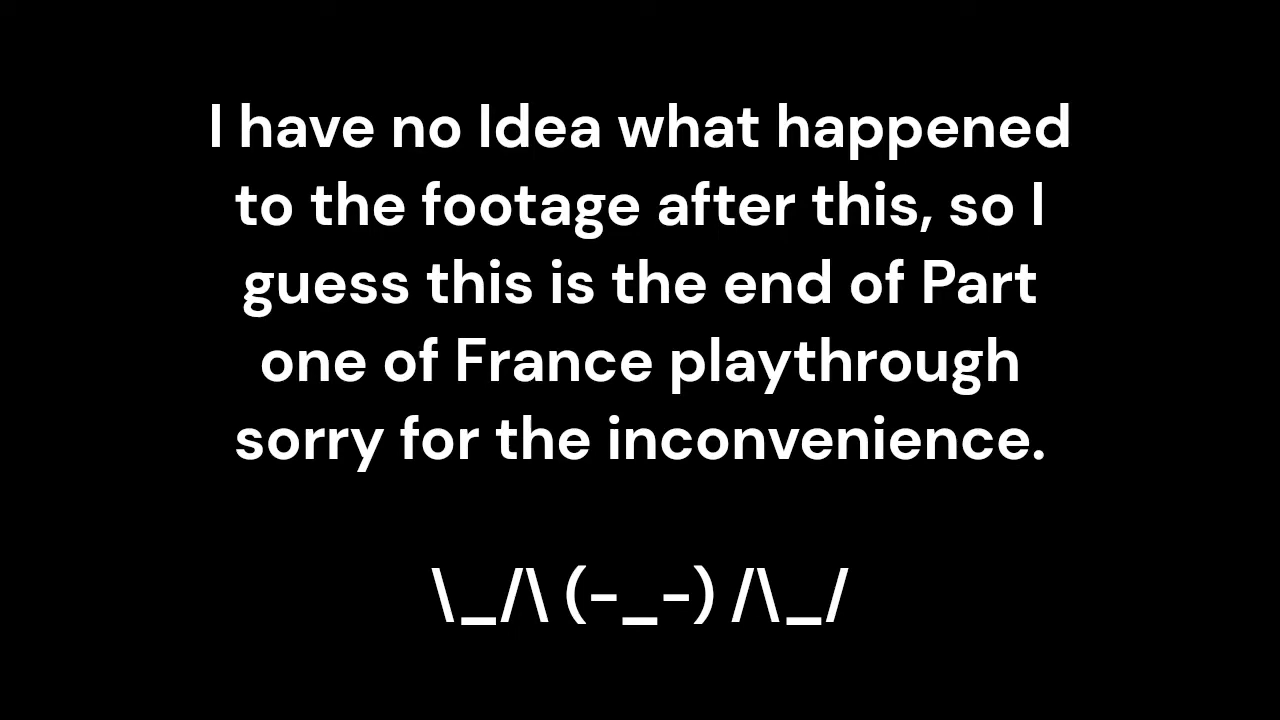 I have no Idea what happened
to the footage after this, so I
guess this is the end of Part
one of France playthrough
sorry for the inconvenience.
\_/\ (-_-) /\_/